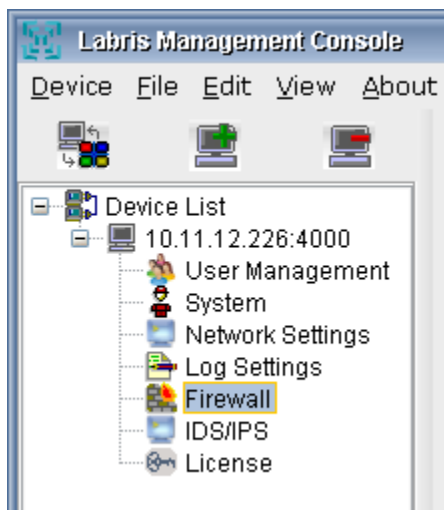 Labris Management Console
Device File Edit View About
Device List
10.11.12.226:4000
User Management
System
Network Settings
Log Settings
Firewall
IDS/IPS
License